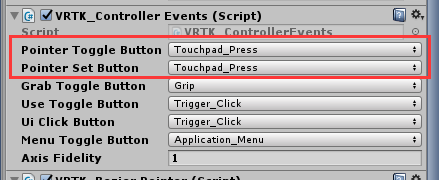 VRTK_Controller Events (Script)
Script VRTK_ControllerEvents
Pointer Toggle Button Touchpad_Press
Pointer Set Button Touchpad_Press
Grab Toggle Button Grip
Use Toggle Button Trigger_Click
Ui Click Button Trigger_Click
Menu Toggle Button Application_Menu
Axis Fidelity 1
VRTK_Bezier Pointer (Script)